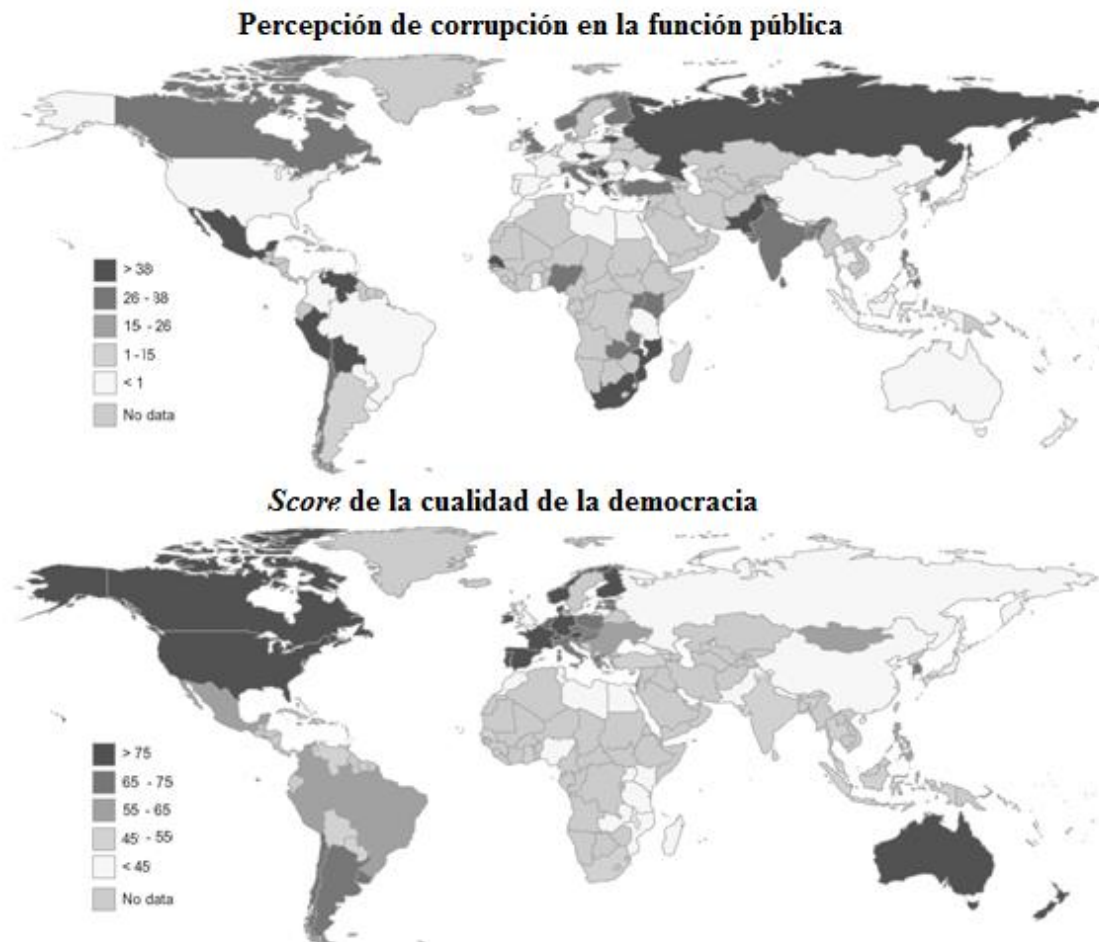 Percepción de corrupción en la función pública
> 38
26 - 38
15 - 26
1 -15
< 1
No data
Score de la cualidad de la democracia
> 75
65 - 75
55 - 65
45 - 55
< 45
No data